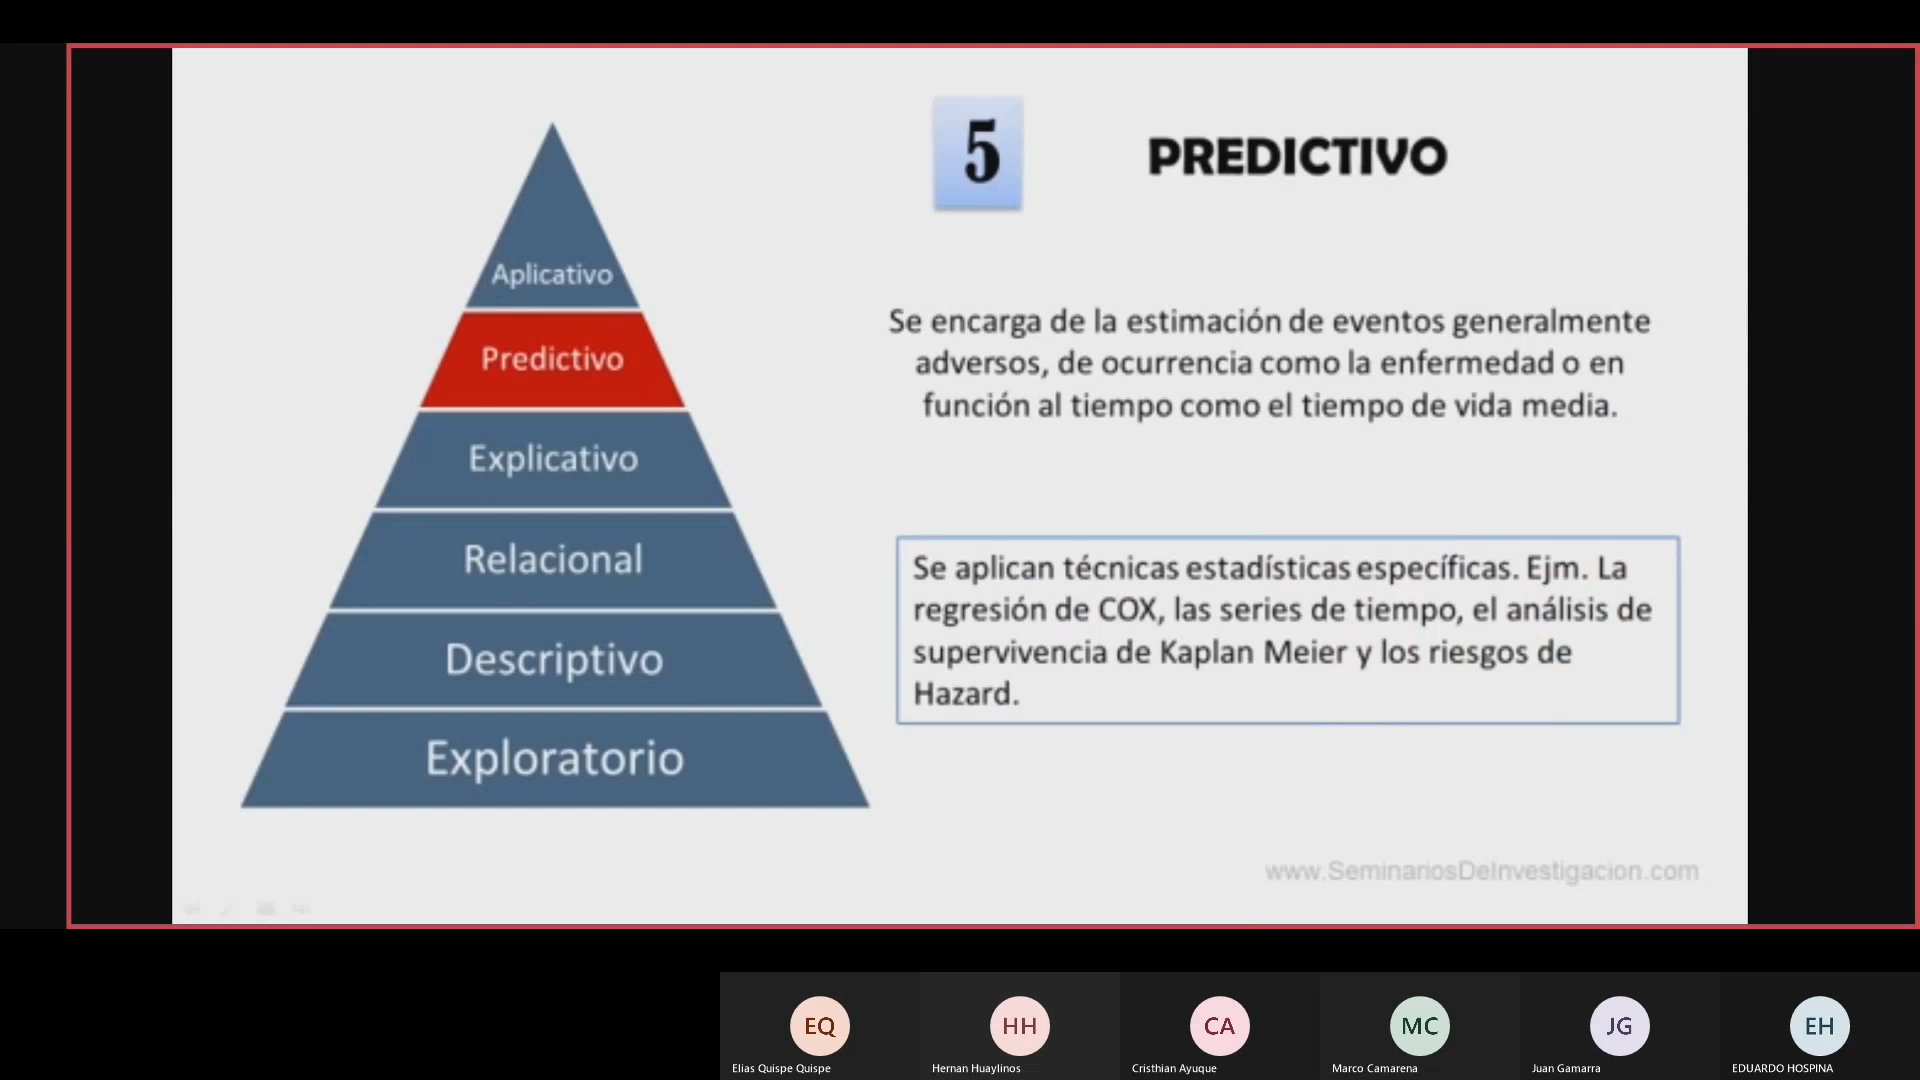 5
PREDICTIVO
Aplicativo
Predictivo
Explicativo
Relacional
Descriptivo
Exploratorio
Se encarga de la estimación de eventos generalmente
adversos, de ocurrencia como la enfermedad o en
función al tiempo como el tiempo de vida media.
Se aplican técnicas estadísticas específicas. Ejm. La
regresión de COX, las series de tiempo, el análisis de
supervivencia de Kaplan Meier y los riesgos de
Hazard.
www.SeminariosDeInvestigacion.com
EQ
Elias Quispe Quispe
HH
Hernan Huaylinos
CA
Cristhian Ayuque
MC
Marco Camarena
JG
Juan Gamarra
EH
EDUARDO HOSPINA